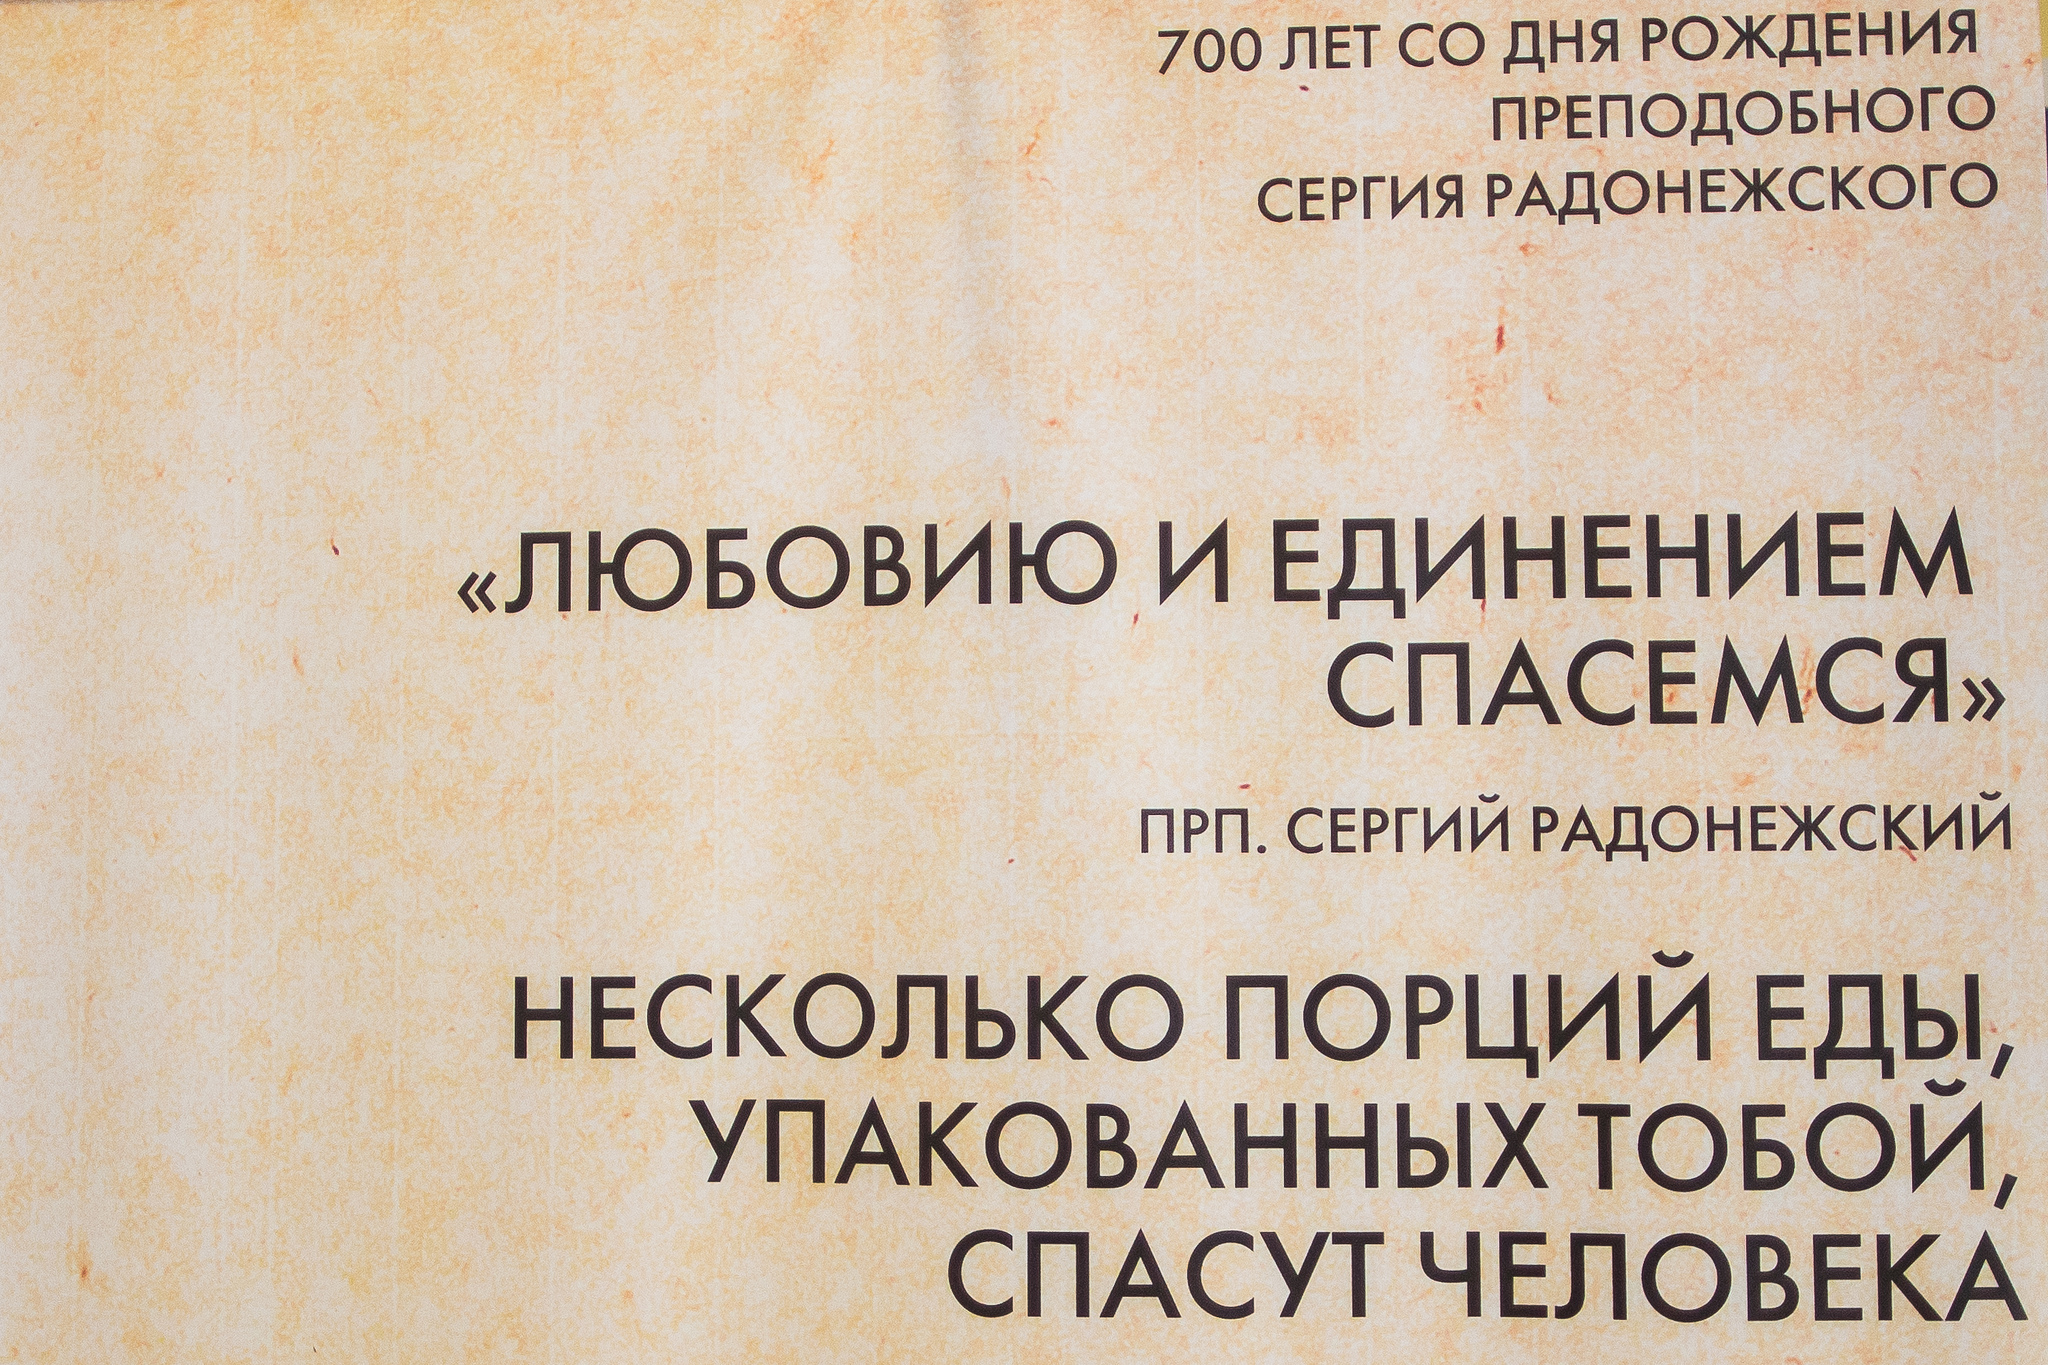 700 ЛЕТ СО ДНЯ РОЖДЕНИЯ
ПРЕПОДОБНОГО
СЕРГИЯ РАДОНЕЖСКОГО
«ЛЮБОВИЮ И ЕДИНЕНИЕМ
СПАСЕМСЯ»
ПРП. СЕРГИЙ РАДОНЕЖСКИЙ
НЕСКОЛЬКО ПОРЦИЙ ЕДЫ,
УПАКОВАННЫХ ТОБОЙ,
СПАСУТ ЧЕЛОВЕКА